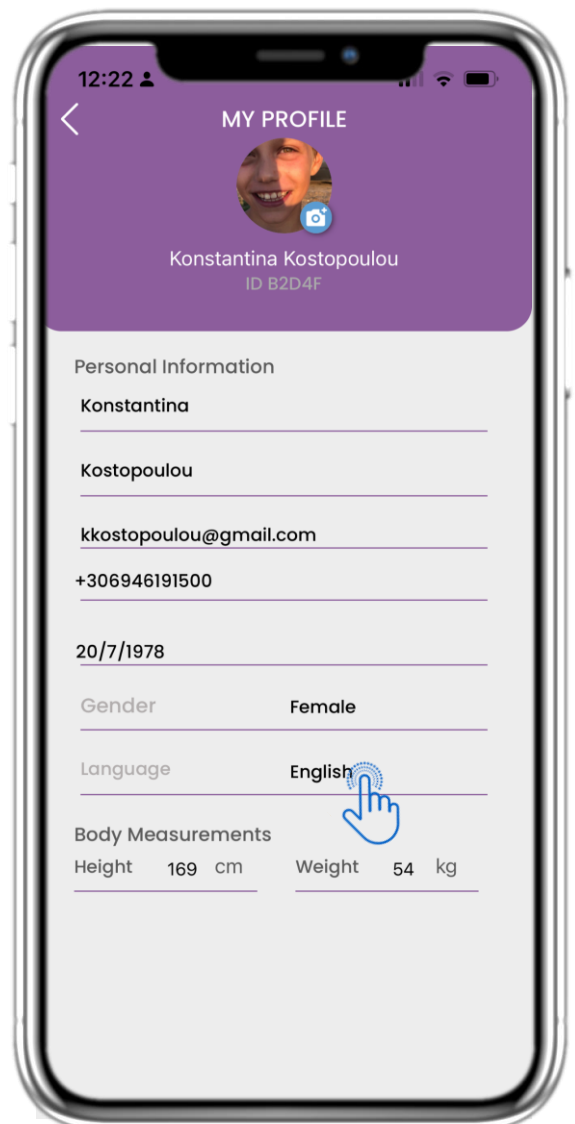 12:22
MY PROFILE
Konstantina Kostopoulou
ID B2D4F
Personal Information
Konstantina
Kostopoulou
kkostopoulou@gmail.com
+306946191500
20/7/1978
Gender Female
Language English
Body Measurements
Height 169 cm Weight 54 kg